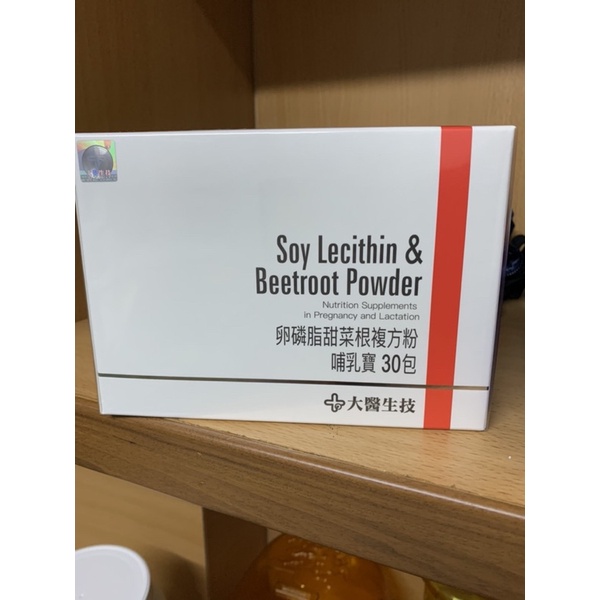 Soy Lecithin &
Beetroot Powder
Nutrition Supplements
in Pregnancy and Lactation
卵磷脂甜菜根複方粉
哺乳寶 30包
大醫生技